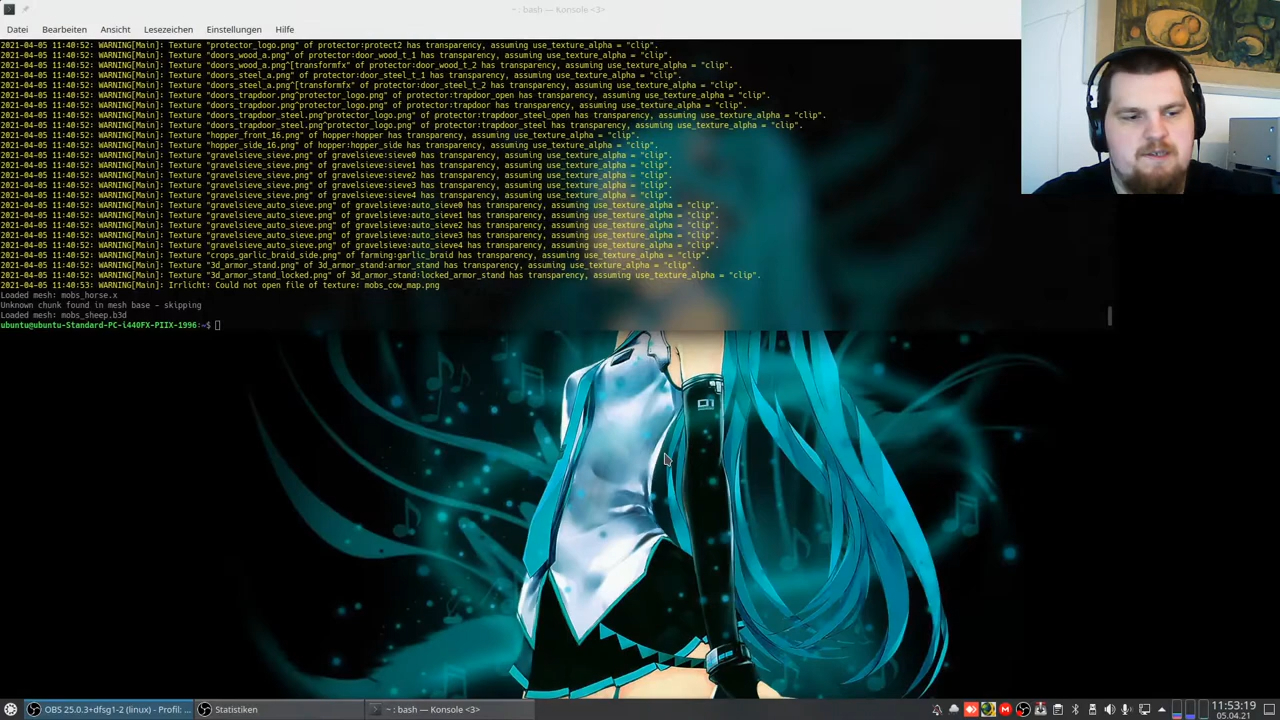 ~ : bash — Konsole <3>
Datei Bearbeiten Ansicht Lesezeichen Einstellungen Hilfe
2021-04-05 11:40:52: WARNING[Main]: Texture "protector_logo.png" of protector:protect2 has transparency, assuming use_texture_alpha = "clip".
2021-04-05 11:40:52: WARNING[Main]: Texture "doors_wood_a.png" of protector:door_wood_t_1 has transparency, assuming use_texture_alpha = "clip".
2021-04-05 11:40:52: WARNING[Main]: Texture "doors_wood_a.png^[transformfx" of protector:door_wood_t_2 has transparency, assuming use_texture_alpha = "clip".
2021-04-05 11:40:52: WARNING[Main]: Texture "doors_steel_a.png" of protector:door_steel_t_1 has transparency, assuming use_texture_alpha = "clip".
2021-04-05 11:40:52: WARNING[Main]: Texture "doors_steel_a.png^[transformfx" of protector:door_steel_t_2 has transparency, assuming use_texture_alpha = "clip".
2021-04-05 11:40:52: WARNING[Main]: Texture "doors_trapdoor.png^protector_logo.png" of protector:trapdoor_open has transparency, assuming use_texture_alpha = "clip".
2021-04-05 11:40:52: WARNING[Main]: Texture "doors_trapdoor.png^protector_logo.png" of protector:trapdoor has transparency, assuming use_texture_alpha = "clip".
2021-04-05 11:40:52: WARNING[Main]: Texture "doors_trapdoor_steel.png^protector_logo.png" of protector:trapdoor_steel_open has transparency, assuming use_texture_alpha = "clip".
2021-04-05 11:40:52: WARNING[Main]: Texture "doors_trapdoor_steel.png^protector_logo.png" of protector:trapdoor_steel has transparency, assuming use_texture_alpha = "clip".
2021-04-05 11:40:52: WARNING[Main]: Texture "hopper_front_16.png" of hopper:hopper has transparency, assuming use_texture_alpha = "clip".
2021-04-05 11:40:52: WARNING[Main]: Texture "hopper_side_16.png" of hopper:hopper_side has transparency, assuming use_texture_alpha = "clip".
2021-04-05 11:40:52: WARNING[Main]: Texture "gravelsieve_sieve.png" of gravelsieve:sieve0 has transparency, assuming use_texture_alpha = "clip".
2021-04-05 11:40:52: WARNING[Main]: Texture "gravelsieve_sieve.png" of gravelsieve:sieve1 has transparency, assuming use_texture_alpha = "clip".
2021-04-05 11:40:52: WARNING[Main]: Texture "gravelsieve_sieve.png" of gravelsieve:sieve2 has transparency, assuming use_texture_alpha = "clip".
2021-04-05 11:40:52: WARNING[Main]: Texture "gravelsieve_sieve.png" of gravelsieve:sieve3 has transparency, assuming use_texture_alpha = "clip".
2021-04-05 11:40:52: WARNING[Main]: Texture "gravelsieve_sieve.png" of gravelsieve:sieve4 has transparency, assuming use_texture_alpha = "clip".
2021-04-05 11:40:52: WARNING[Main]: Texture "gravelsieve_auto_sieve.png" of gravelsieve:auto_sieve0 has transparency, assuming use_texture_alpha = "clip".
2021-04-05 11:40:52: WARNING[Main]: Texture "gravelsieve_auto_sieve.png" of gravelsieve:auto_sieve1 has transparency, assuming use_texture_alpha = "clip".
2021-04-05 11:40:52: WARNING[Main]: Texture "gravelsieve_auto_sieve.png" of gravelsieve:auto_sieve2 has transparency, assuming use_texture_alpha = "clip".
2021-04-05 11:40:52: WARNING[Main]: Texture "gravelsieve_auto_sieve.png" of gravelsieve:auto_sieve3 has transparency, assuming use_texture_alpha = "clip".
2021-04-05 11:40:52: WARNING[Main]: Texture "gravelsieve_auto_sieve.png" of gravelsieve:auto_sieve4 has transparency, assuming use_texture_alpha = "clip".
2021-04-05 11:40:52: WARNING[Main]: Texture "crops_garlic_braid_side.png" of farming:garlic_braid has transparency, assuming use_texture_alpha = "clip".
2021-04-05 11:40:52: WARNING[Main]: Texture "3d_armor_stand.png" of 3d_armor_stand:armor_stand has transparency, assuming use_texture_alpha = "clip".
2021-04-05 11:40:52: WARNING[Main]: Texture "3d_armor_stand_locked.png" of 3d_armor_stand:locked_armor_stand has transparency, assuming use_texture_alpha = "clip".
2021-04-05 11:40:53: WARNING[Main]: Irrlicht: Could not open file of texture: mobs_cow_map.png
Loaded mesh: mobs_horse.x
Unknown chunk found in mesh base - skipping
Loaded mesh: mobs_sheep.b3d
ubuntu@ubuntu-Standard-PC-i440FX-PIIX-1996:~$
01
OBS 25.0.3+dfsg1-2 (linux) - Profil: ...
Statistiken
~ : bash — Konsole <3>
11:53:19
05.04.21